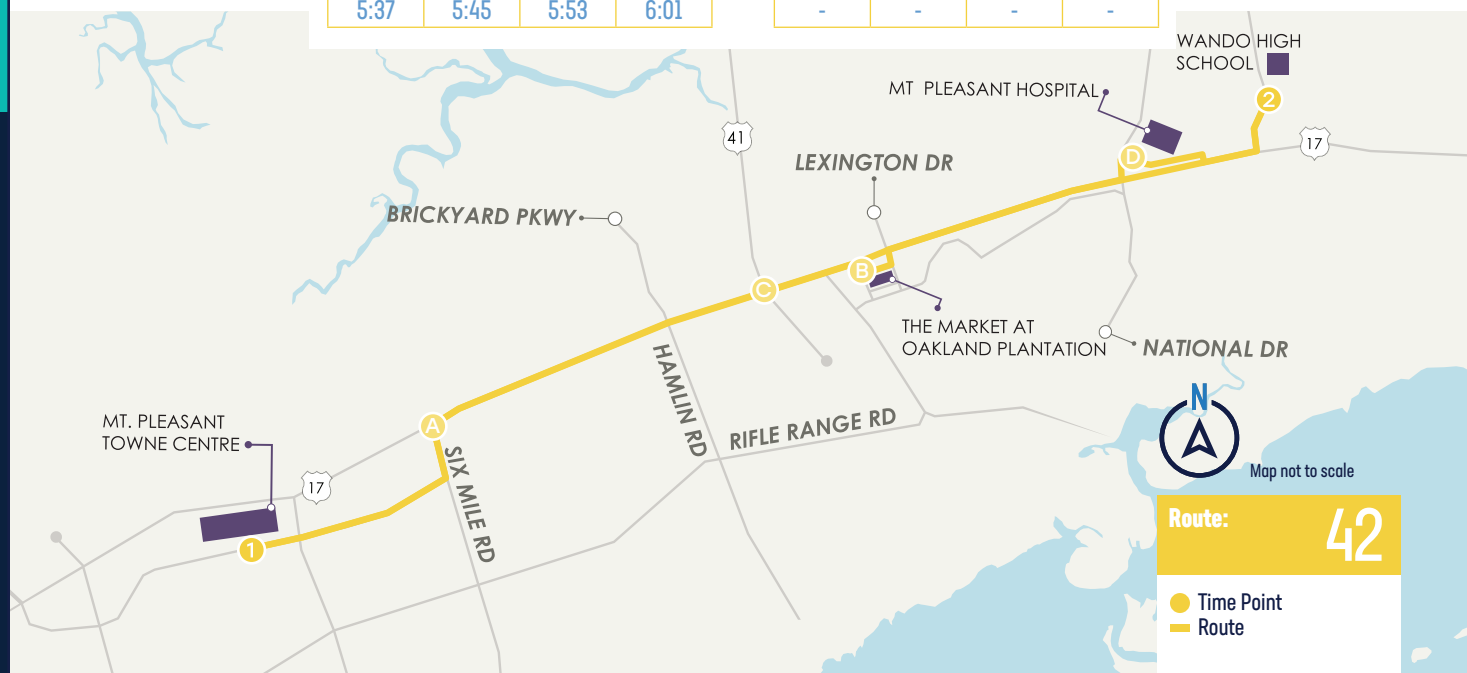 5:37 5:45 5:53 6:01 - - - -
WANDO HIGH
SCHOOL
2
MT PLEASANT HOSPITAL
41
17
D
LEXINGTON DR
BRICKYARD PKWY
B
C
THE MARKET AT
OAKLAND PLANTATION
NATIONAL DR
HAMLIN RD
RIFLE RANGE RD
N
MT. PLEASANT
TOWNE CENTRE
A
SIX MILE RD
17
1
Map not to scale
Route: 42
Time Point
Route